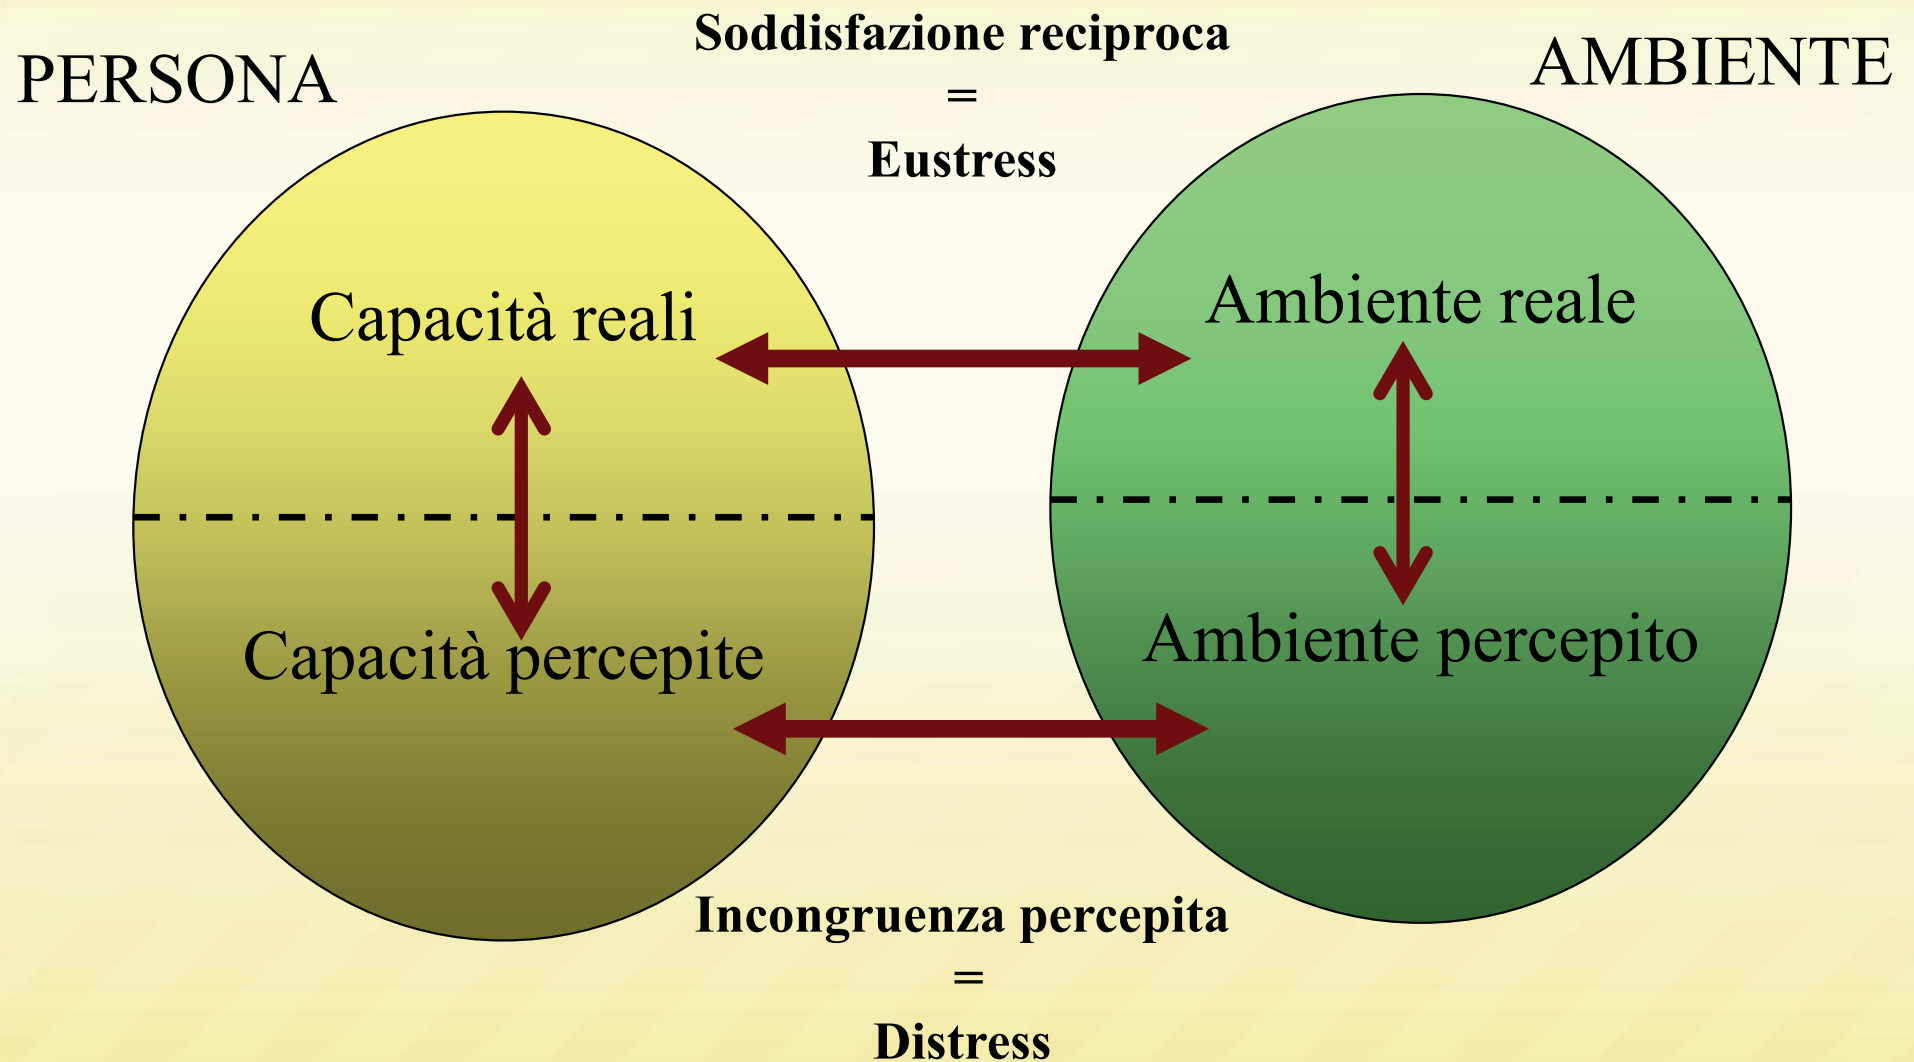 Soddisfazione reciproca
=
Eustress
PERSONA
AMBIENTE
Capacità reali
Ambiente reale
Capacità percepite
Ambiente percepito
Incongruenza percepita
=
Distress